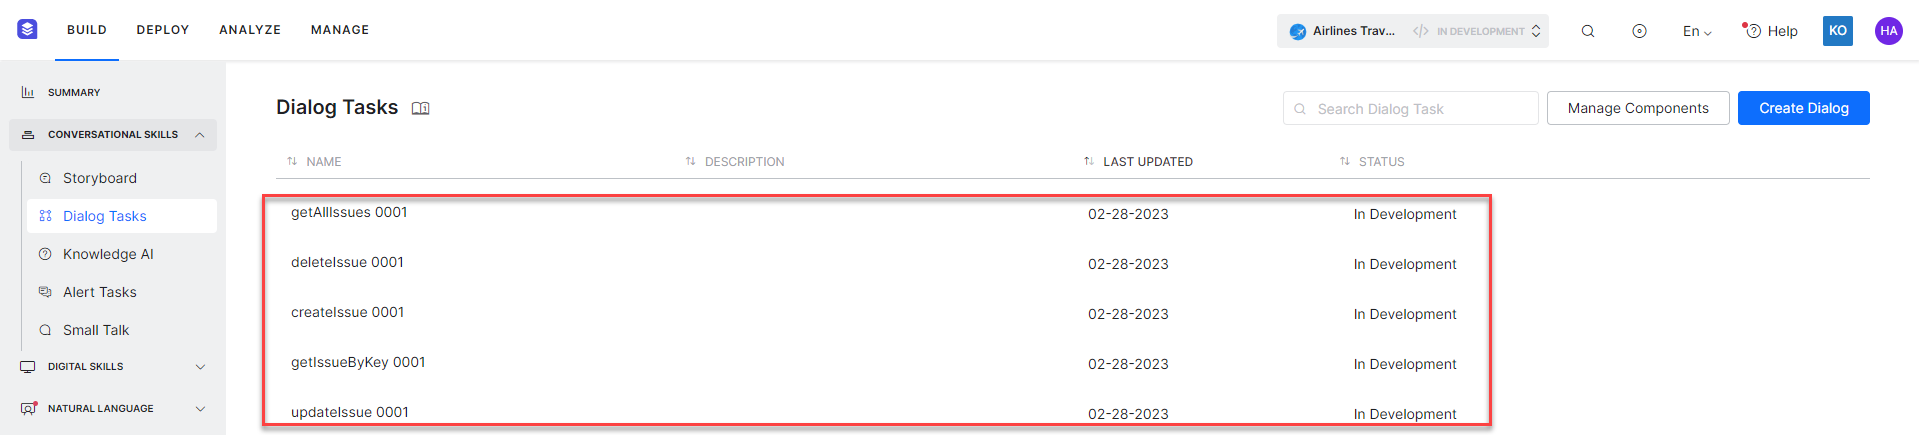 BUILD DEPLOY ANALYZE MANAGE Airlines Trav... </> IN DEVELOPMENT En Help KO HA
SUMMARY
CONVERSATIONAL SKILLS
Storyboard
Dialog Tasks
Knowledge AI
Alert Tasks
Small Talk
DIGITAL SKILLS
NATURAL LANGUAGE
Dialog Tasks Search Dialog Task Manage Components Create Dialog
NAME DESCRIPTION LAST UPDATED STATUS
getAllIssues 0001 02-28-2023 In Development
deleteIssue 0001 02-28-2023 In Development
createIssue 0001 02-28-2023 In Development
getIssueByKey 0001 02-28-2023 In Development
updateIssue 0001 02-28-2023 In Development